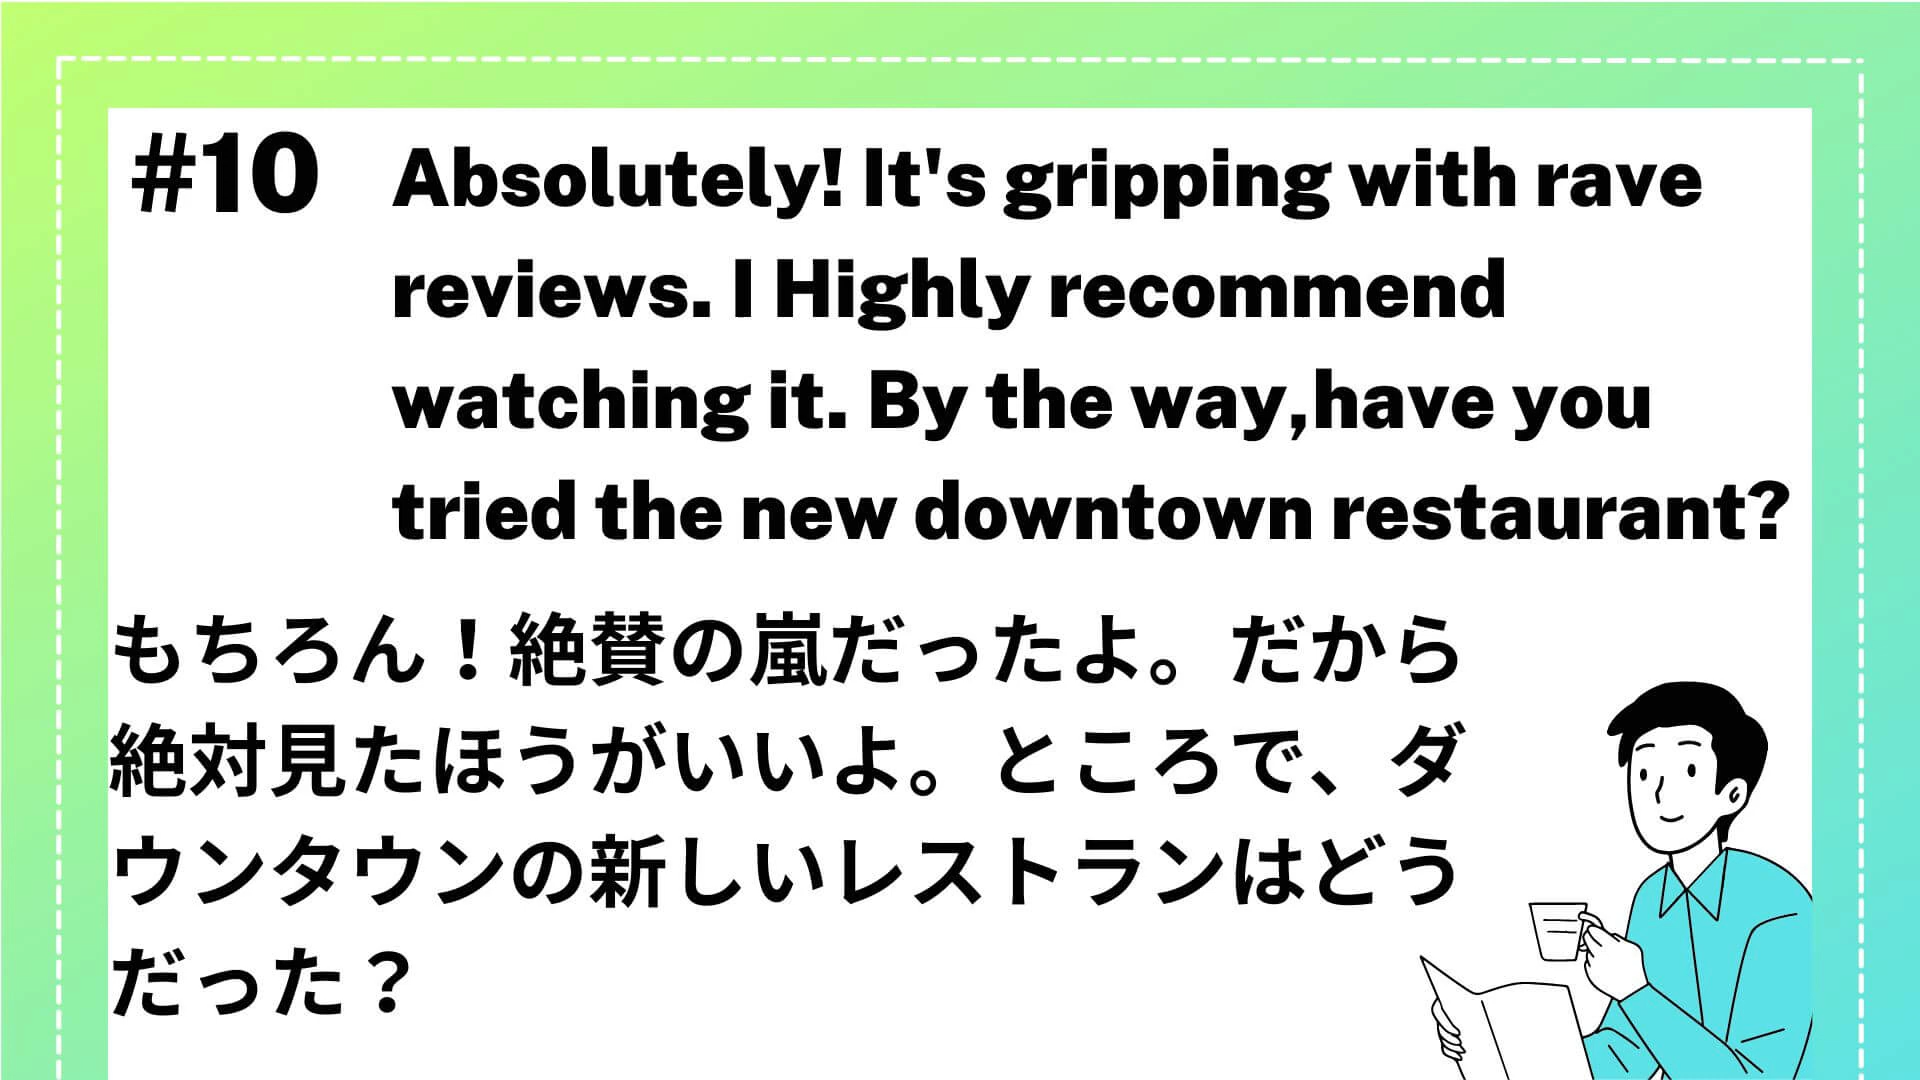 #10 Absolutely! It's gripping with rave
reviews. I Highly recommend
watching it. By the way,have you
tried the new downtown restaurant?
もちろん！絶賛の嵐だったよ。だから
絶対見たほうがいいよ。ところで、ダ
ウンタウンの新しいレストランはどう
だった？